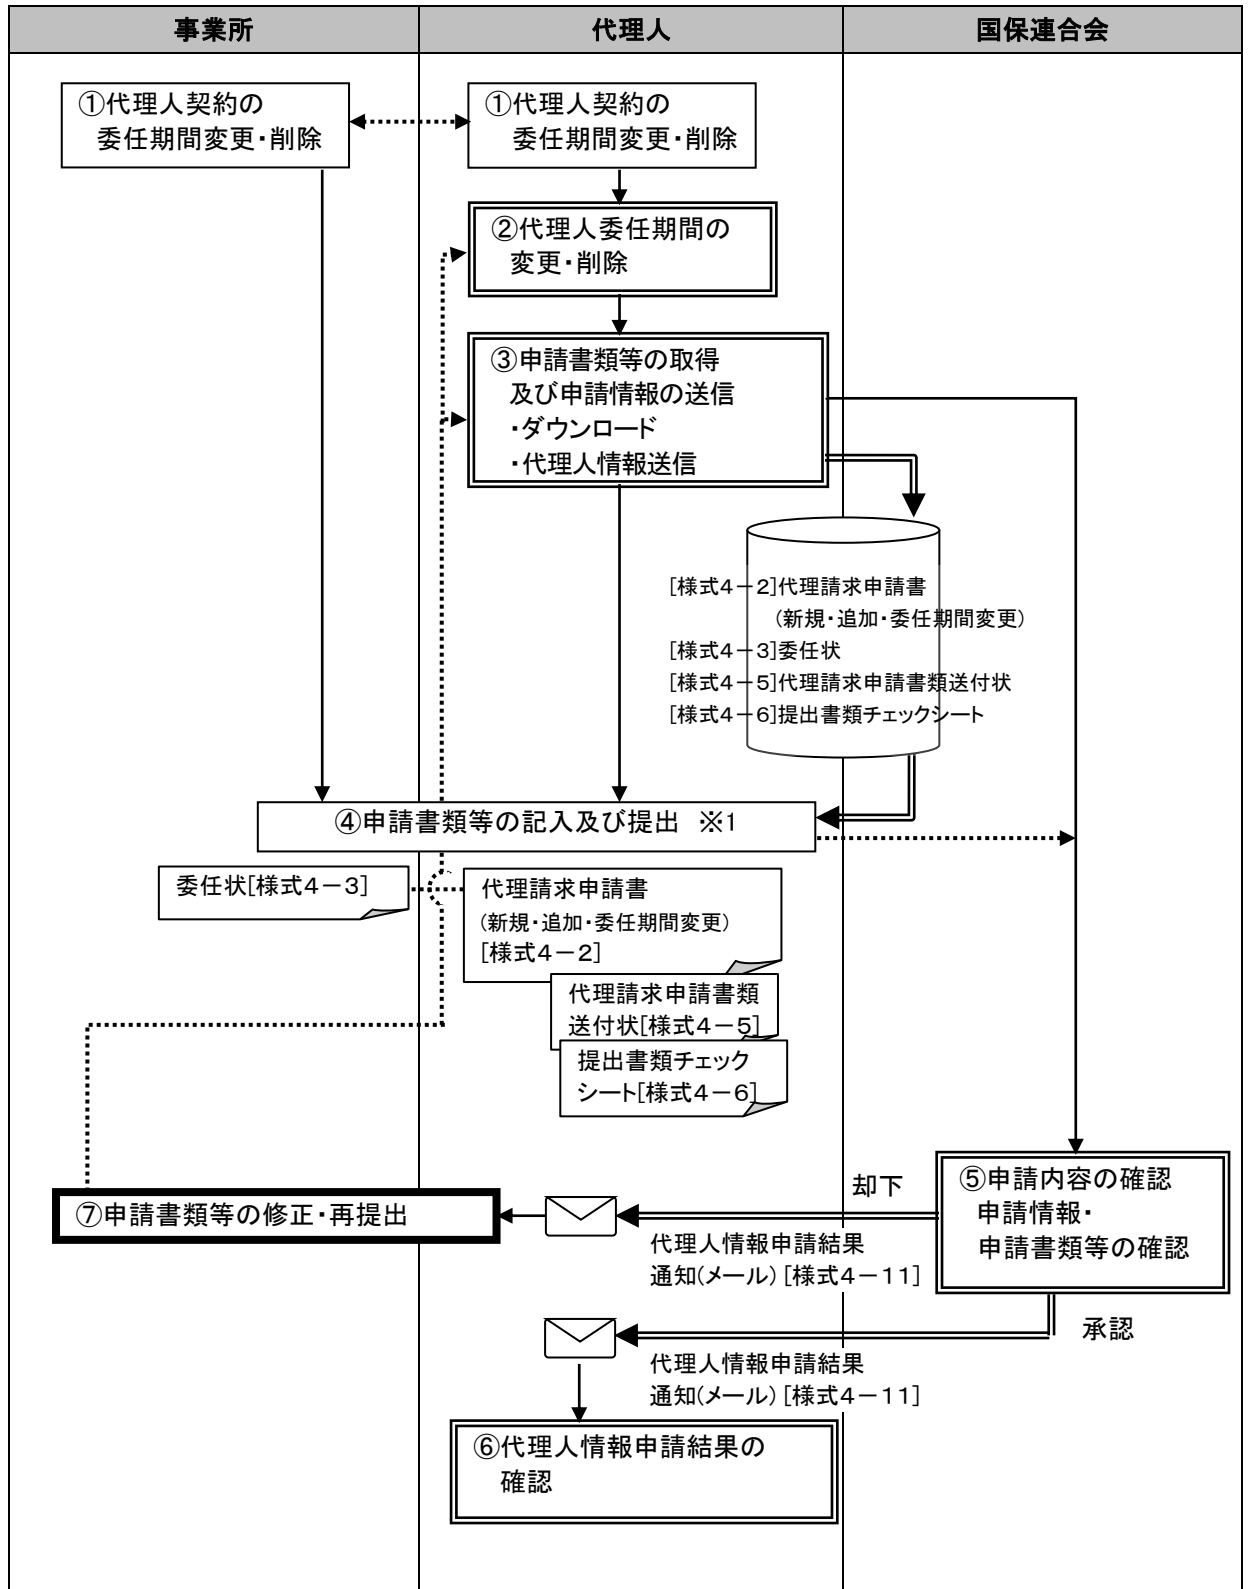 事業所
代理人
国保連合会
①代理人契約の
委任期間変更・削除
①代理人契約の
委任期間変更・削除
②代理人委任期間の
変更・削除
③申請書類等の取得
及び申請情報の送信
・ダウンロード
・代理人情報送信
[様式4-2]代理請求申請書
(新規・追加・委任期間変更)
[様式4-3]委任状
[様式4-5]代理請求申請書類送付状
[様式4-6]提出書類チェックシート
④申請書類等の記入及び提出 ※1
委任状[様式4-3]
代理請求申請書
(新規・追加・委任期間変更)
[様式4-2]
代理請求申請書類
送付状[様式4-5]
提出書類チェック
シート[様式4-6]
⑤申請内容の確認
申請情報・
申請書類等の確認
却下
⑦申請書類等の修正・再提出
代理人情報申請結果
通知(メール)[様式4-11]
承認
代理人情報申請結果
通知(メール)[様式4-11]
⑥代理人情報申請結果の
確認